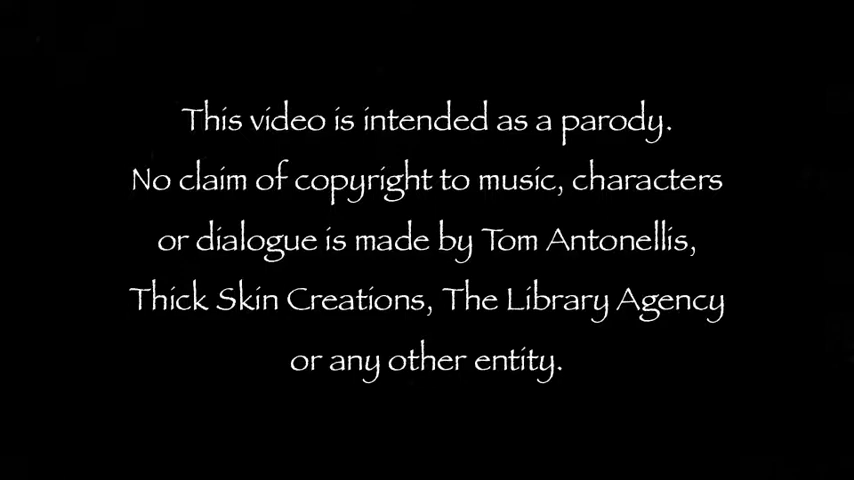 This video is intended as a parody.
No claim of copyright to music, characters
or dialogue is made by Tom Antonellis,
Thick Skin Creations, The Library Agency
or any other entity.